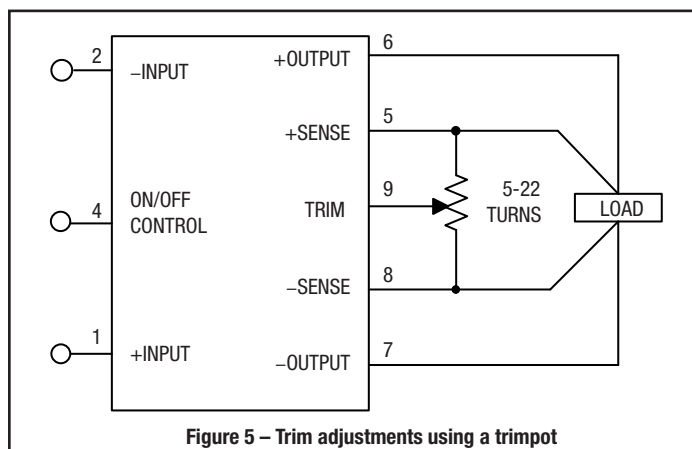 2
−INPUT
4
ON/OFF
CONTROL
1
+INPUT
+OUTPUT
6
+SENSE
5
TRIM
9
−SENSE
8
−OUTPUT
7
5-22
TURNS
LOAD
Figure 5 – Trim adjustments using a trimpot